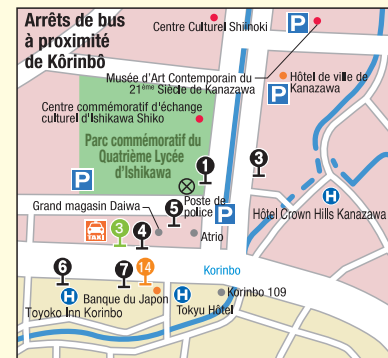 Arrêts de bus
à proximité
de Kôrinbô
Centre Culturel Shiinoki
P
Musée d'Art Contemporain du
21ème Siècle de Kanazawa
Hôtel de ville de
Kanazawa
P
Centre commémoratif d'échange
culturel d'Ishikawa Shiko
Parc commémoratif du
Quatrième Lycée
d'Ishikawa
1
3
P
Poste de
police
P
H
Hôtel Crown Hills Kanazawa
Grand magasin Daiwa
5
TAXI
3
4
Atrio
Korinbo
6
7
14
H
Toyoko Inn Korinbo
Banque du Japon
H
Tokyu Hôtel
Korinbo 109